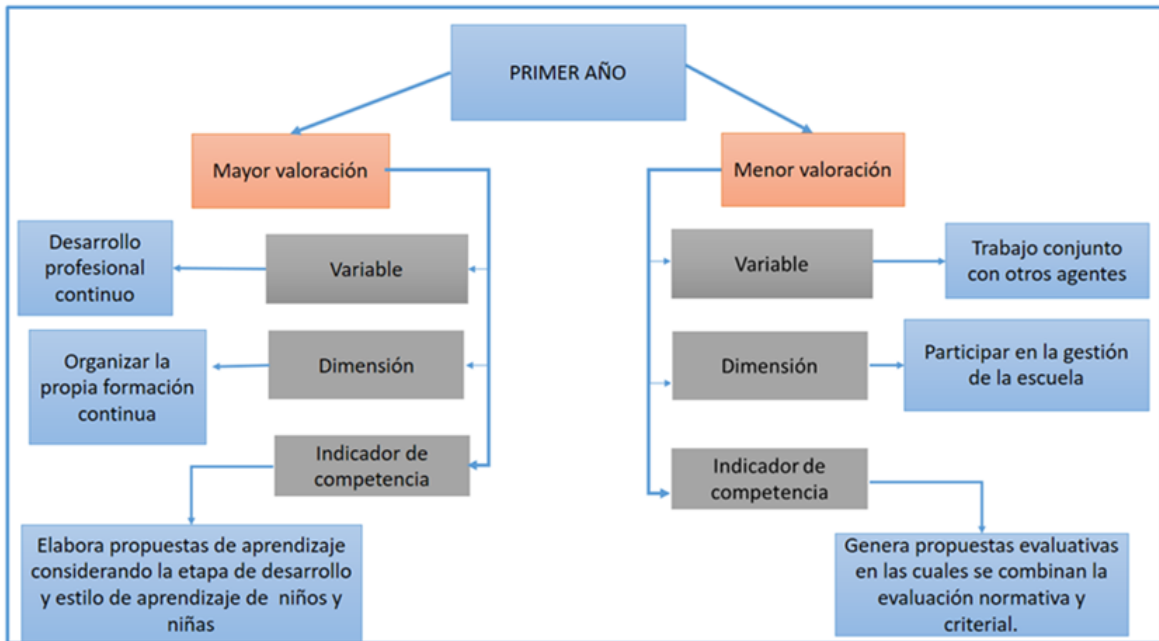 PRIMER AÑO
Mayor valoración
Menor valoración
Desarrollo
profesional
continuo
Variable
Variable
Trabajo conjunto
con otros agentes
Organizar la
propia formación
continua
Dimensión
Dimensión
Participar en la gestión
de la escuela
Indicador de
competencia
Indicador de
competencia
Elabora propuestas de aprendizaje
considerando la etapa de desarrollo
y estilo de aprendizaje de niños y
niñas
Genera propuestas evaluativas
en las cuales se combinan la
evaluación normativa y
criterial.